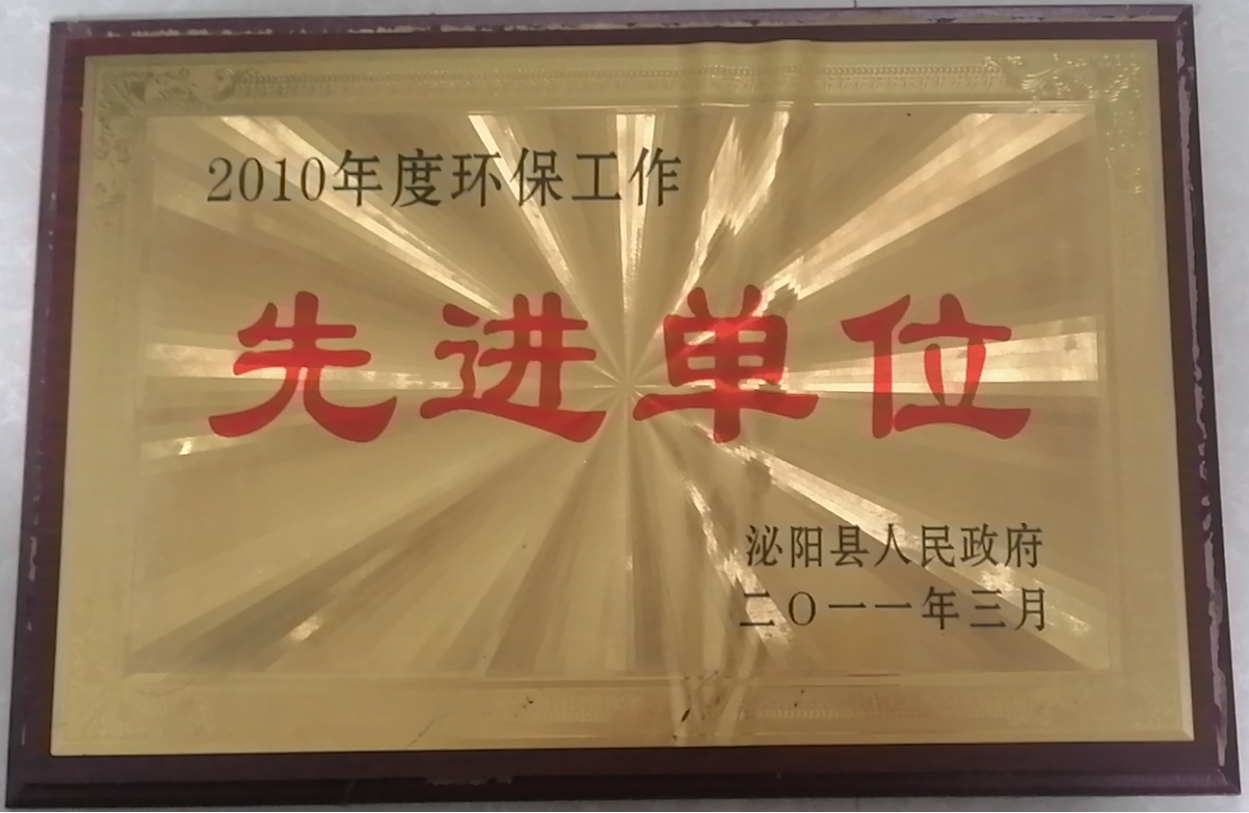 2010年度环保工作
先进单位
泌阳县人民政府
二〇一一年三月